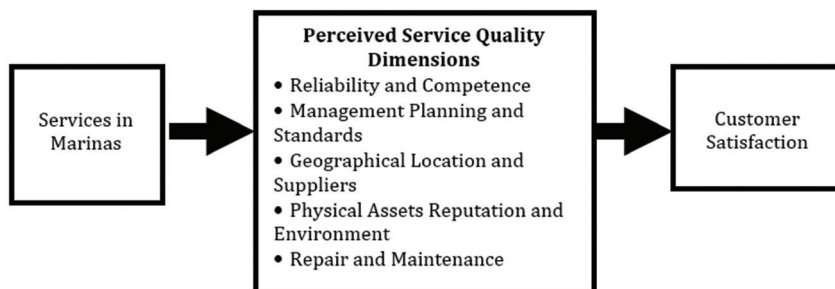 Services in
Marinas
Perceived Service Quality
Dimensions
• Reliability and Competence
• Management Planning and
Standards
• Geographical Location and
Suppliers
• Physical Assets Reputation and
Environment
• Repair and Maintenance
Customer
Satisfaction